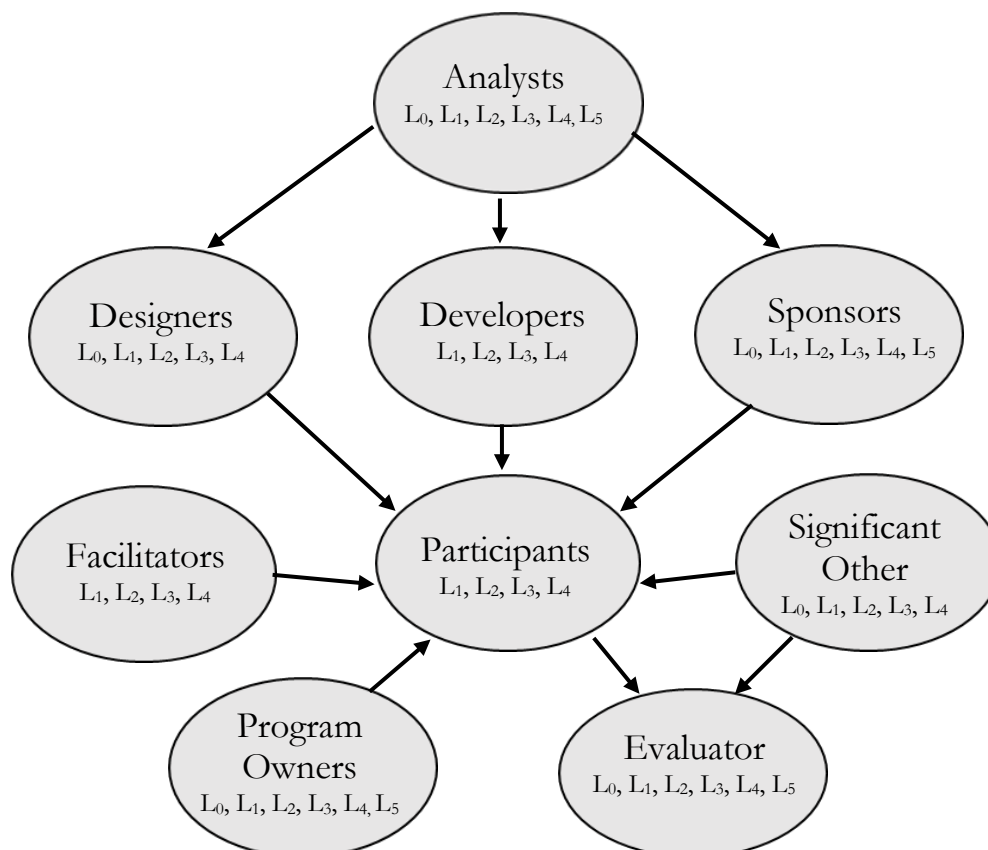 Analysts
L₀, L₁, L₂, L₃, L₄, L₅
Designers
L₀, L₁, L₂, L₃, L₄
Developers
L₁, L₂, L₃, L₄
Sponsors
L₀, L₁, L₂, L₃, L₄, L₅
Facilitators
L₁, L₂, L₃, L₄
Participants
L₁, L₂, L₃, L₄
Significant
Other
L₀, L₁, L₂, L₃, L₄
Program
Owners
L₀, L₁, L₂, L₃, L₄, L₅
Evaluator
L₀, L₁, L₂, L₃, L₄, L₅